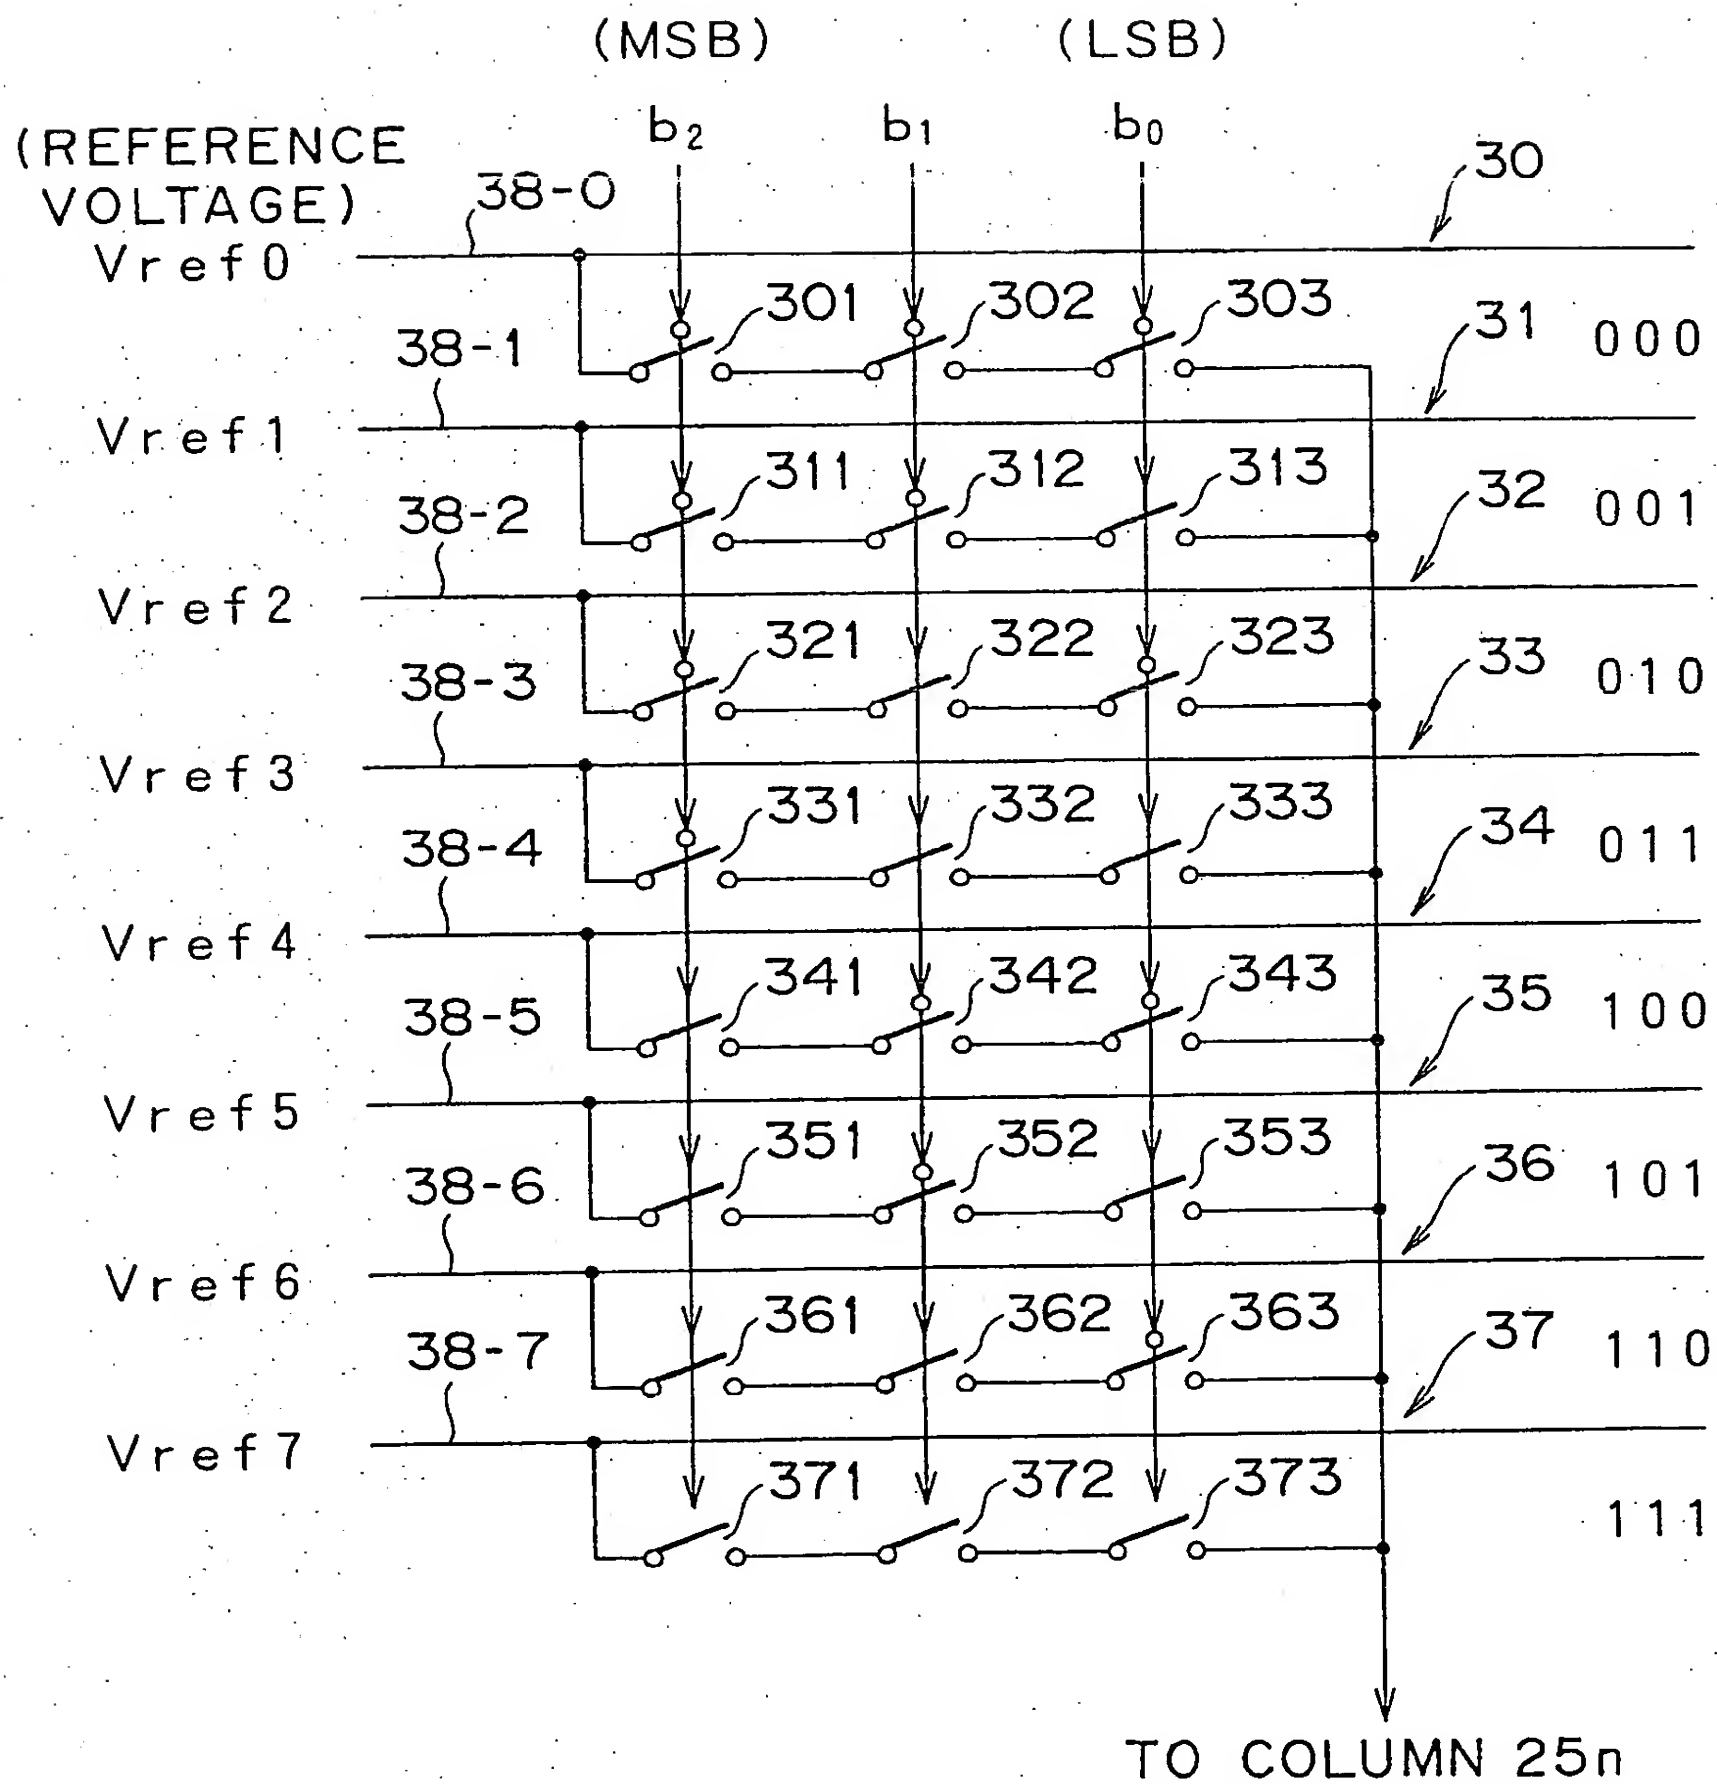 (MSB) (LSB)
b2 b1 b0
(REFERENCE
VOLTAGE)
38-0
30
Vref0
301 302 303
31
000
38-1
Vref1
311 312 313
32
001
38-2
Vref2
321 322 323
33
010
38-3
Vref3
331 332 333
34
011
38-4
Vref4
341 342 343
35
100
38-5
Vref5
351 352 353
36
101
38-6
Vref6
361 362 363
37
110
38-7
Vref7
371 372 373
111
TO COLUMN 25n